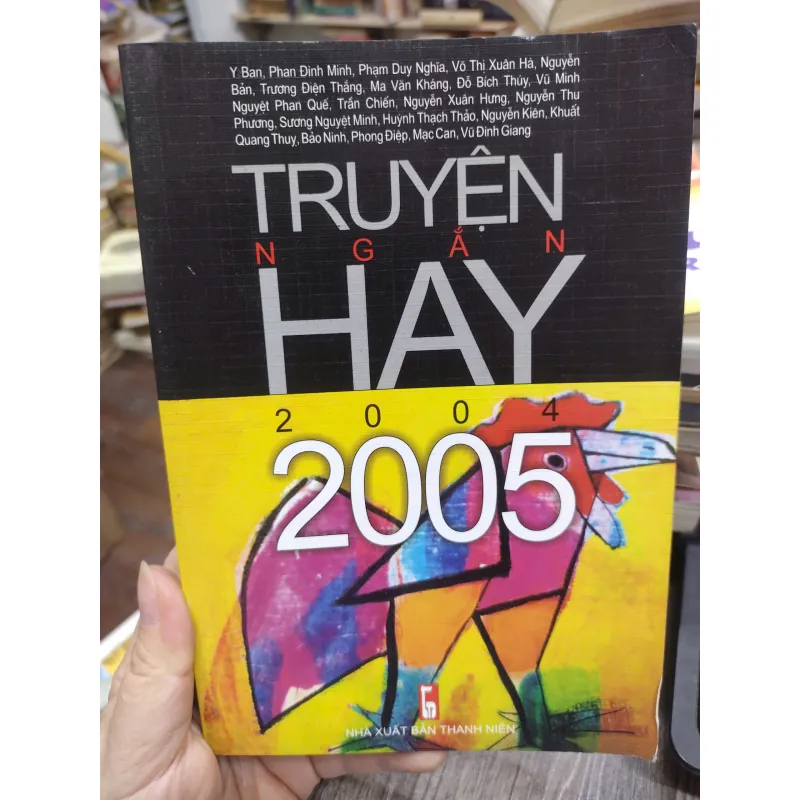 Y Ban, Phan Đình Minh, Phạm Duy Nghĩa, Võ Thị Xuân Hà, Nguyễn
Bản, Trương Điện Thắng, Ma Văn Kháng, Đỗ Bích Thúy, Vũ Minh
Nguyệt Phan Quế, Trần Chiến, Nguyễn Xuân Hưng, Nguyễn Thu
Phương, Sương Nguyệt Minh, Huỳnh Thạch Thảo, Nguyễn Kiên, Khuất
Quang Thuỵ, Bảo Ninh, Phong Điệp, Mạc Can, Vũ Đình Giang
TRUYỆN
NGẮN
HAY
2004
2005
NHÀ XUẤT BẢN THANH NIÊN